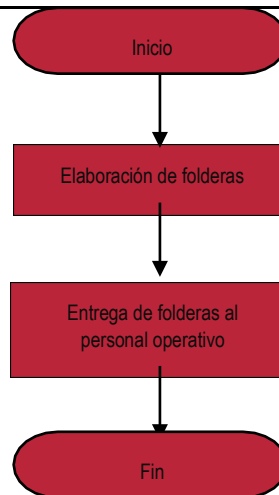 Inicio
Elaboración de folderas
Entrega de folderas al
personal operativo
Fin